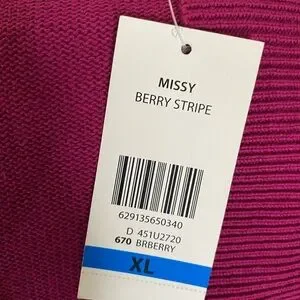 MISSY
BERRY STRIPE
629135650340
D 451U2720
670 BRBERRY
XL